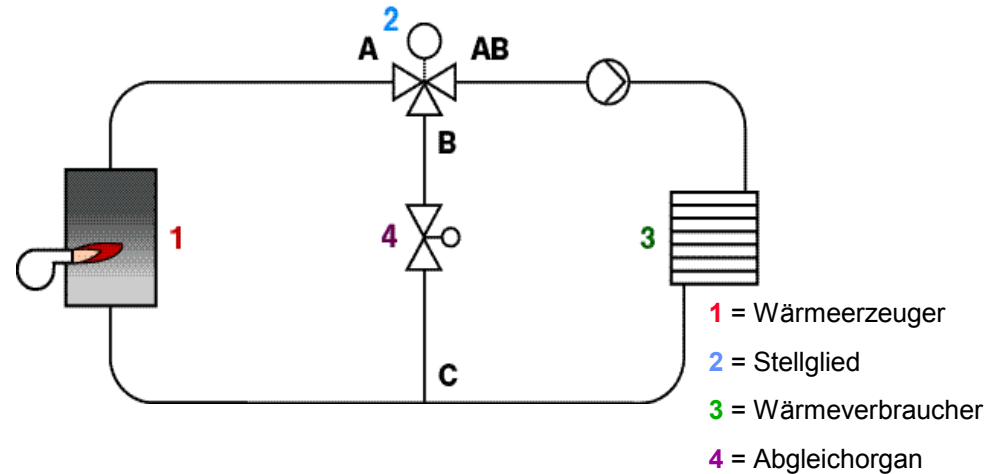 2
A AB
B
1
4
3
C
1 = Wärmeerzeuger
2 = Stellglied
3 = Wärmeverbraucher
4 = Abgleichorgan